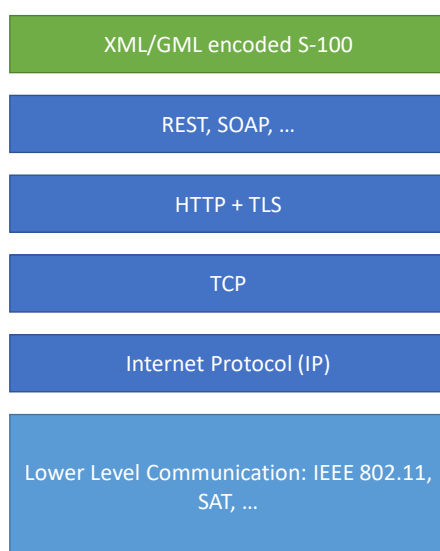 XML/GML encoded S-100
REST, SOAP, …
HTTP + TLS
TCP
Internet Protocol (IP)
Lower Level Communication: IEEE 802.11,
SAT, …